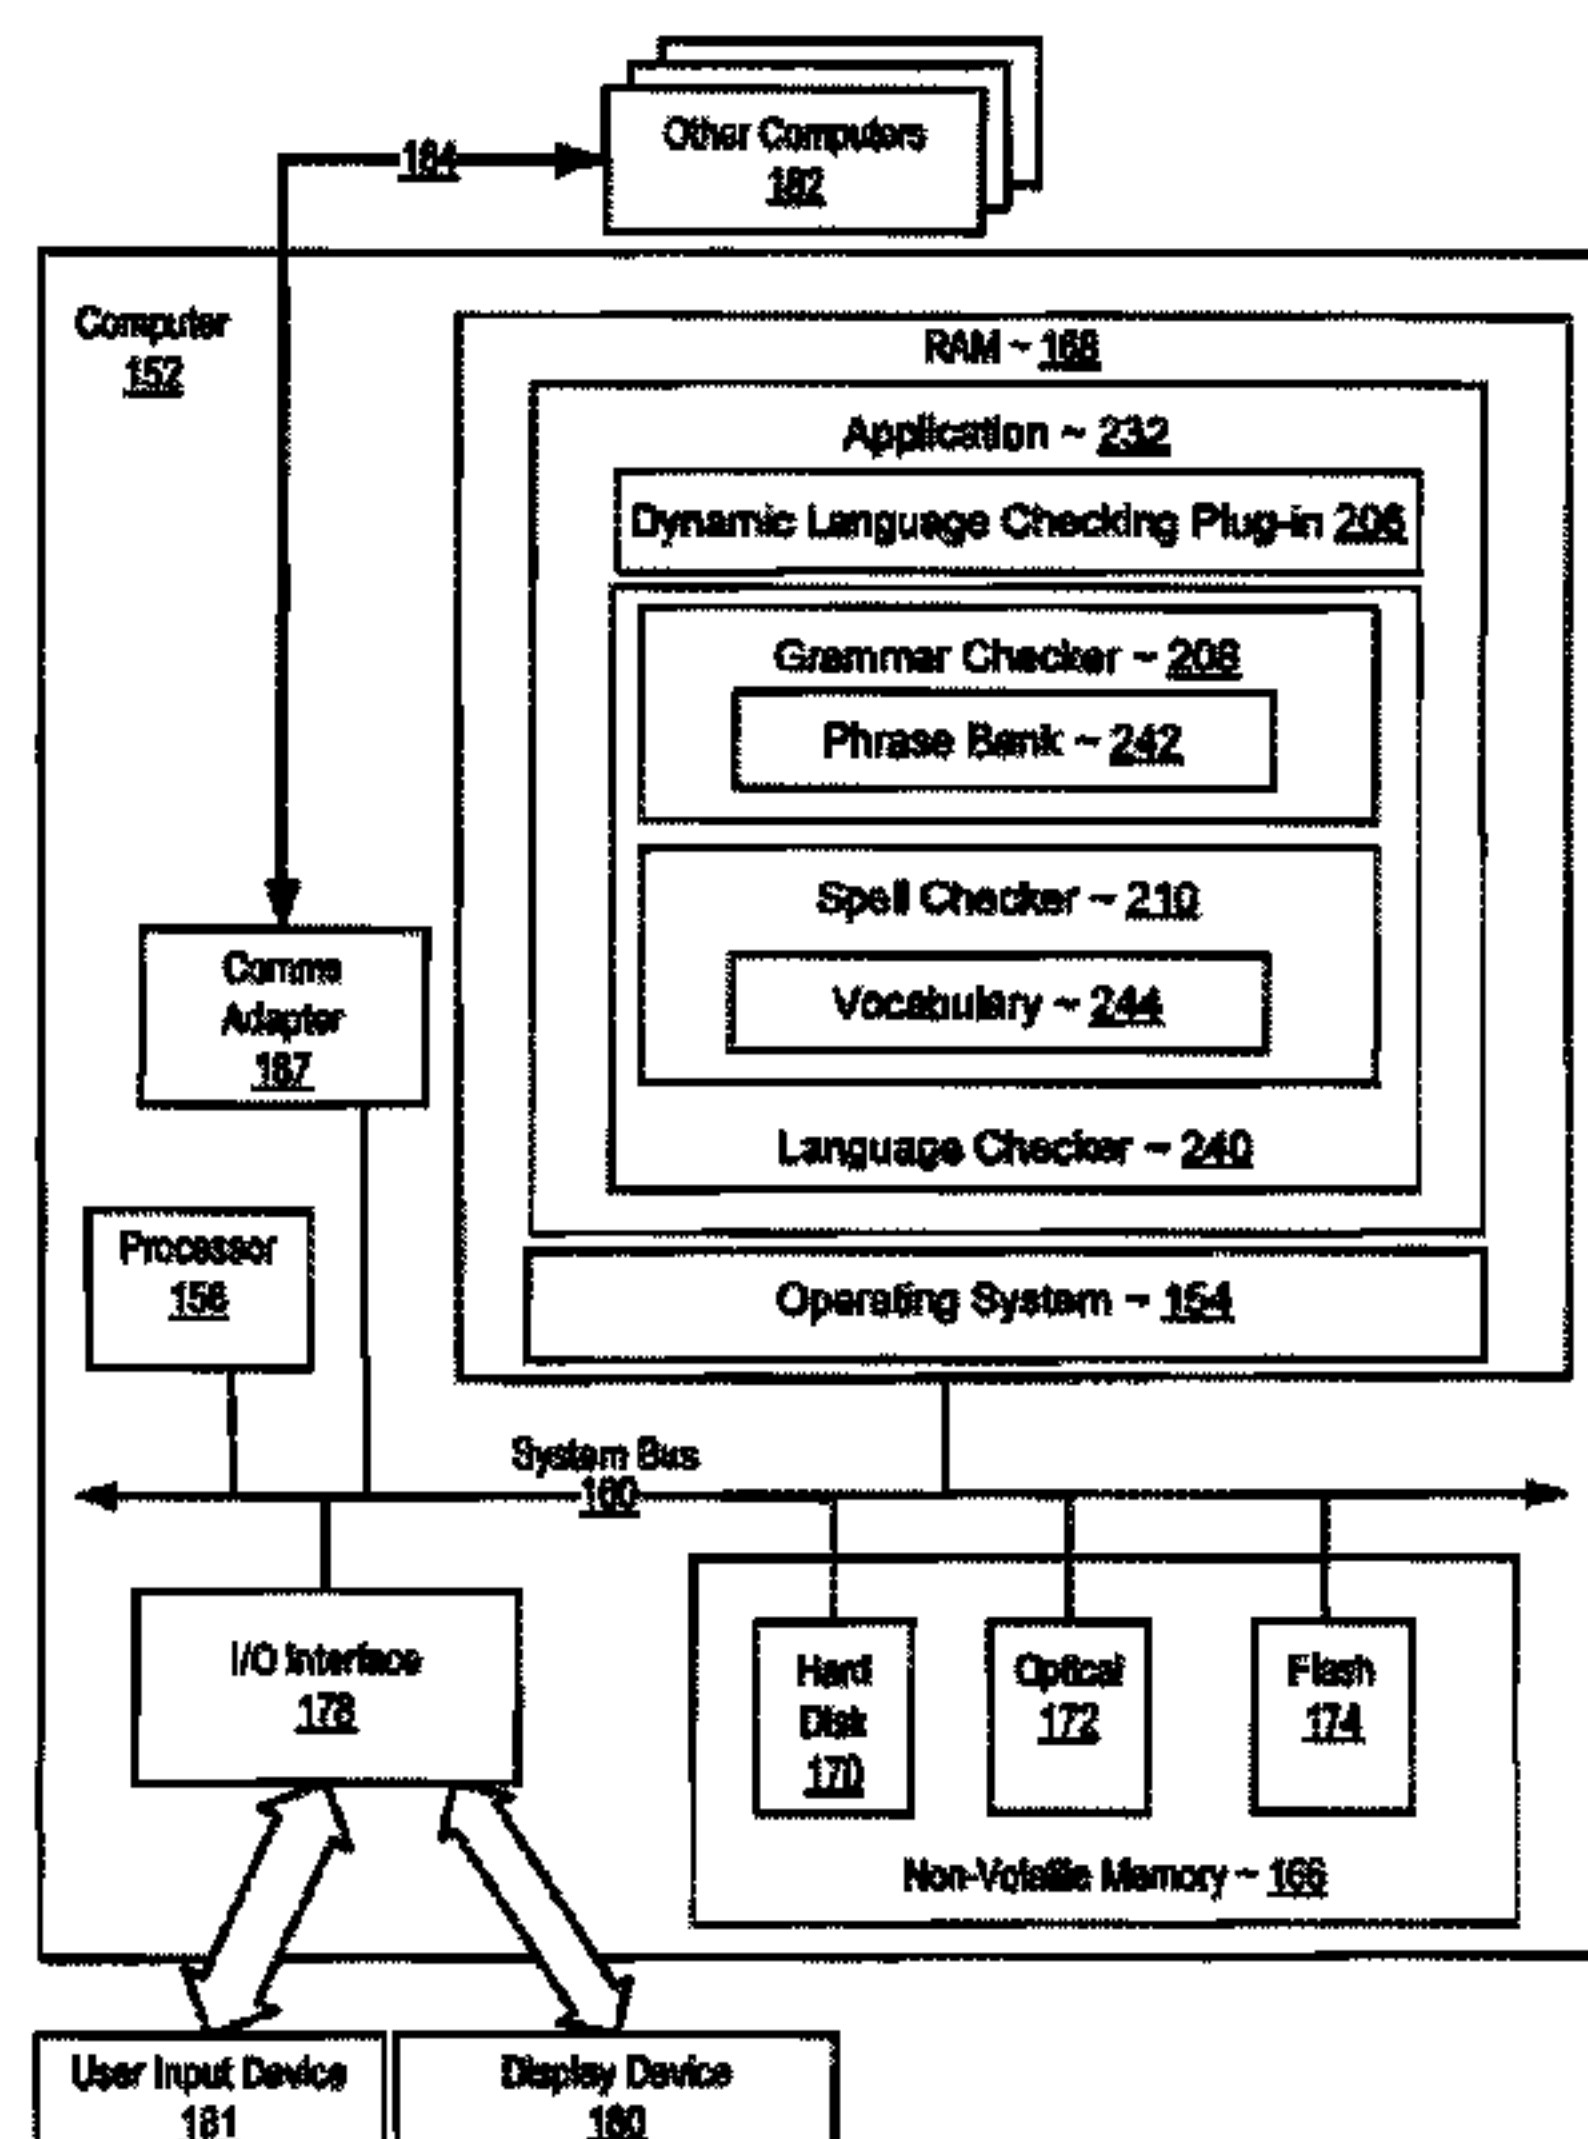 Other Computers
182
184
Computer
152
RAM ~ 168
Application ~ 232
Dynamic Language Checking Plug-in 206
Grammar Checker ~ 208
Phrase Bank ~ 242
Spell Checker ~ 210
Vocabulary ~ 244
Language Checker ~ 240
Operating System ~ 154
Comms
Adapter
167
Processor
156
System Bus
160
I/O Interface
178
Hard
Disk
170
Optical
172
Flash
174
Non-Volatile Memory ~ 166
User Input Device
181
Display Device
180